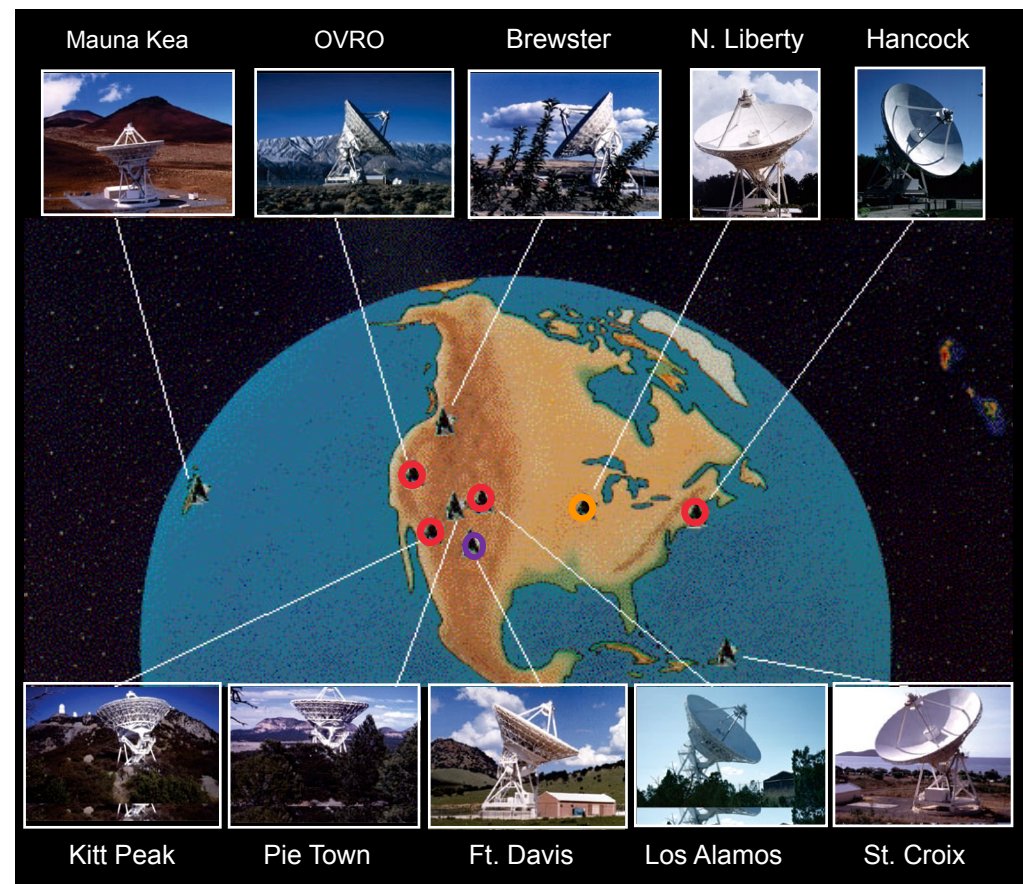 Mauna Kea
OVRO
Brewster
N. Liberty
Hancock
Kitt Peak
Pie Town
Ft. Davis
Los Alamos
St. Croix